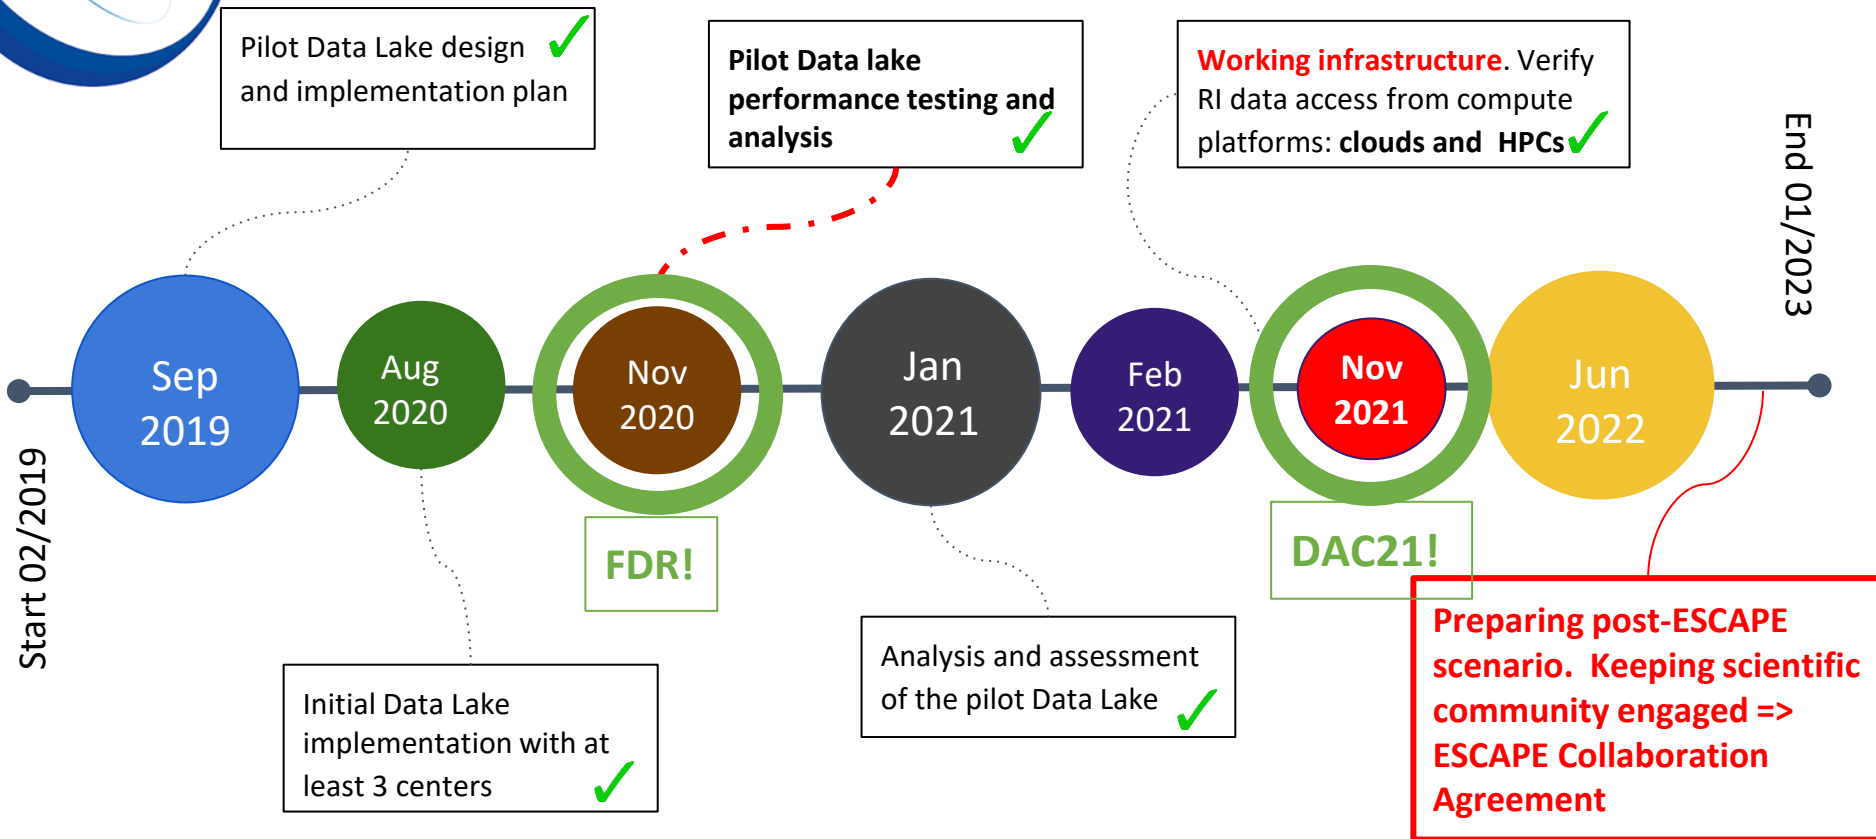 Pilot Data Lake design
and implementation plan
Pilot Data lake
performance testing and
analysis
Working infrastructure. Verify
RI data access from compute
platforms: clouds and HPCs
Start 02/2019
Sep
2019
Aug
2020
Nov
2020
Jan
2021
Feb
2021
Nov
2021
Jun
2022
End 01/2023
FDR!
DAC21!
Initial Data Lake
implementation with at
least 3 centers
Analysis and assessment
of the pilot Data Lake
Preparing post-ESCAPE
scenario. Keeping scientific
community engaged =>
ESCAPE Collaboration
Agreement